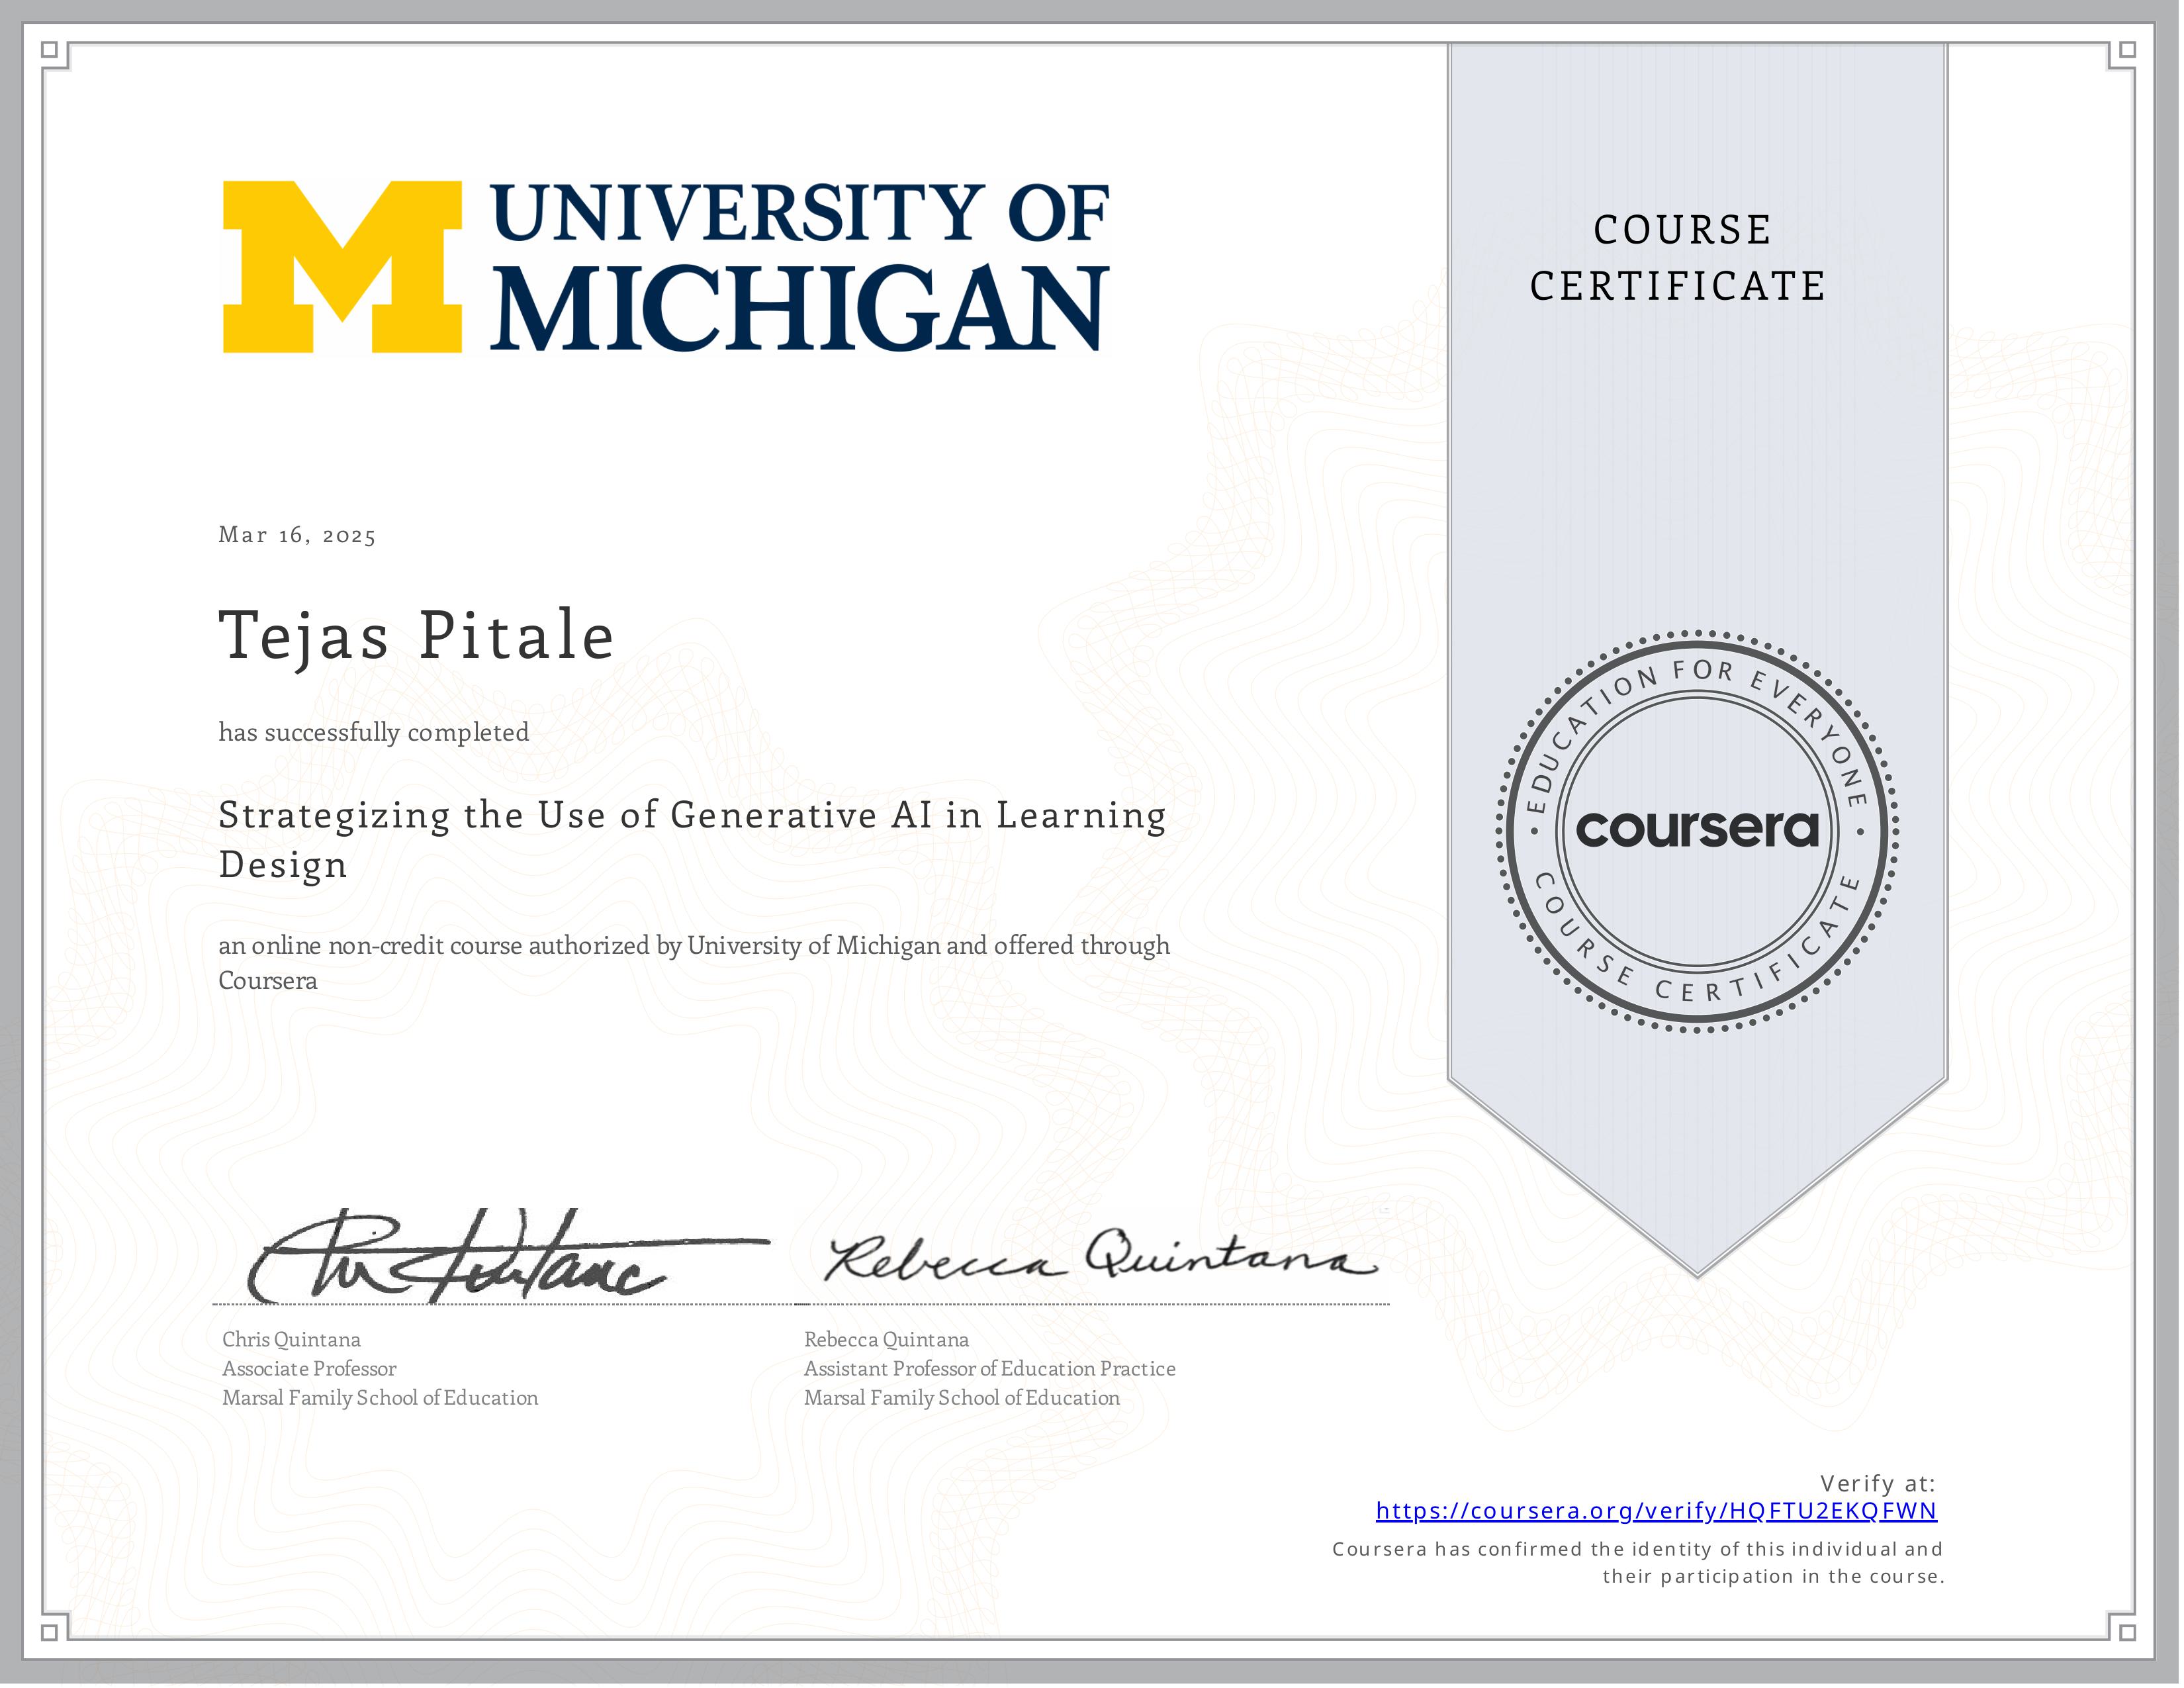 UNIVERSITY OF
MICHIGAN
COURSE
CERTIFICATE
Mar 16, 2025
Tejas Pitale
has successfully completed
Strategizing the Use of Generative AI in Learning
Design
an online non-credit course authorized by University of Michigan and offered through
Coursera
EDUCATION FOR EVERYONE
coursera
COURSE CERTIFICATE
Rebecca Quintana
Chris Quintana
Associate Professor
Marsal Family School of Education
Rebecca Quintana
Assistant Professor of Education Practice
Marsal Family School of Education
Verify at:
https://coursera.org/verify/HQFTU2EKQFWN
Coursera has confirmed the identity of this individual and
their participation in the course.